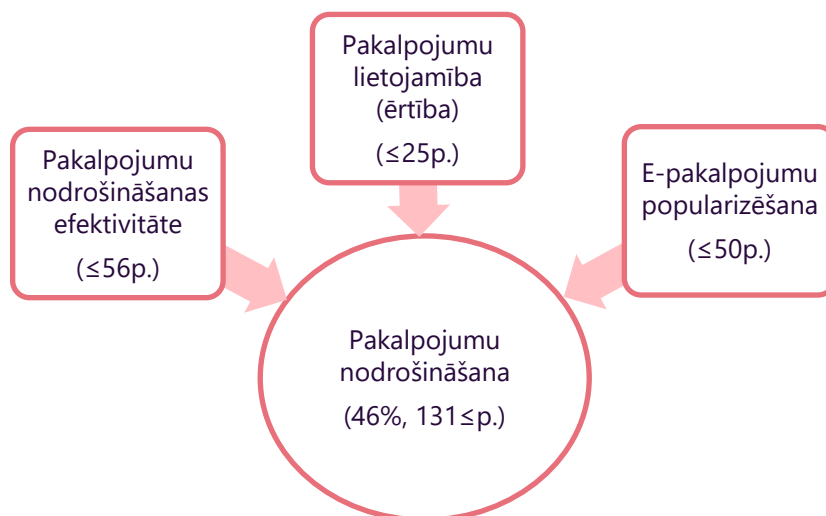 Pakalpojumu
lietojamība
(ērtība)
(≤25p.)
Pakalpojumu
nodrošināšanas
efektivitāte
(≤56p.)
E-pakalpojumu
popularizēšana
(≤50p.)
Pakalpojumu
nodrošināšana
(46%, 131≤p.)